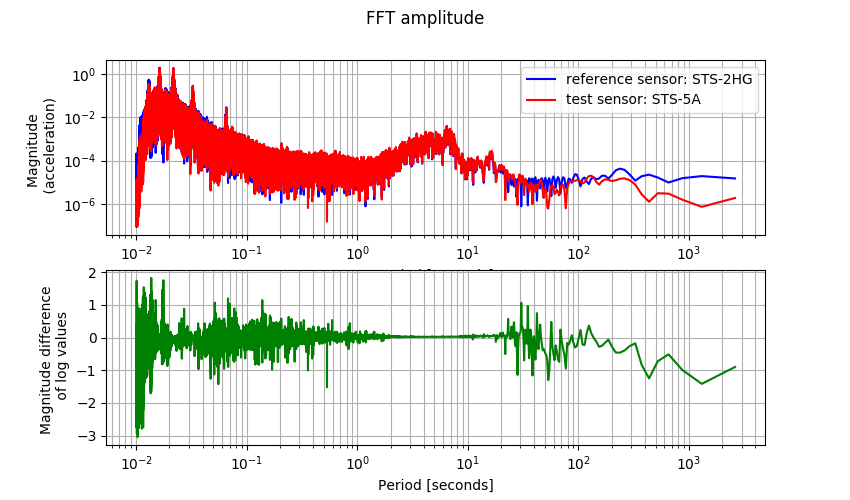 FFT amplitude
Magnitude
(acceleration)
10⁰
10⁻²
10⁻⁴
10⁻⁶
reference sensor: STS-2HG
test sensor: STS-5A
10⁻² 10⁻¹ 10⁰ 10¹ 10² 10³
Magnitude difference
of log values
2
1
0
−1
−2
−3
10⁻² 10⁻¹ 10⁰ 10¹ 10² 10³
Period [seconds]